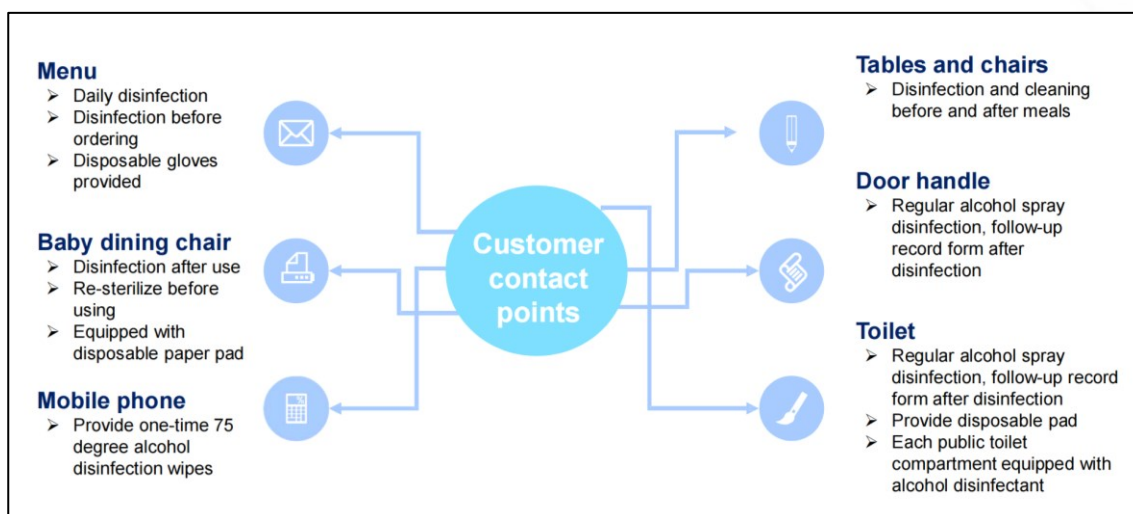 Menu
➤ Daily disinfection
➤ Disinfection before
ordering
➤ Disposable gloves
provided
Baby dining chair
➤ Disinfection after use
➤ Re-sterilize before
using
➤ Equipped with
disposable paper pad
Mobile phone
➤ Provide one-time 75
degree alcohol
disinfection wipes
Customer
contact
points
Tables and chairs
➤ Disinfection and cleaning
before and after meals
Door handle
➤ Regular alcohol spray
disinfection, follow-up
record form after
disinfection
Toilet
➤ Regular alcohol spray
disinfection, follow-up record
form after disinfection
➤ Provide disposable pad
➤ Each public toilet
compartment equipped with
alcohol disinfectant